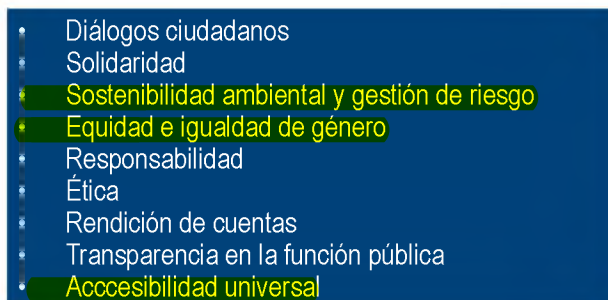 Diálogos ciudadanos
Solidaridad
Sostenibilidad ambiental y gestión de riesgo
Equidad e igualdad de género
Responsabilidad
Ética
Rendición de cuentas
Transparencia en la función pública
Acccesibilidad universal